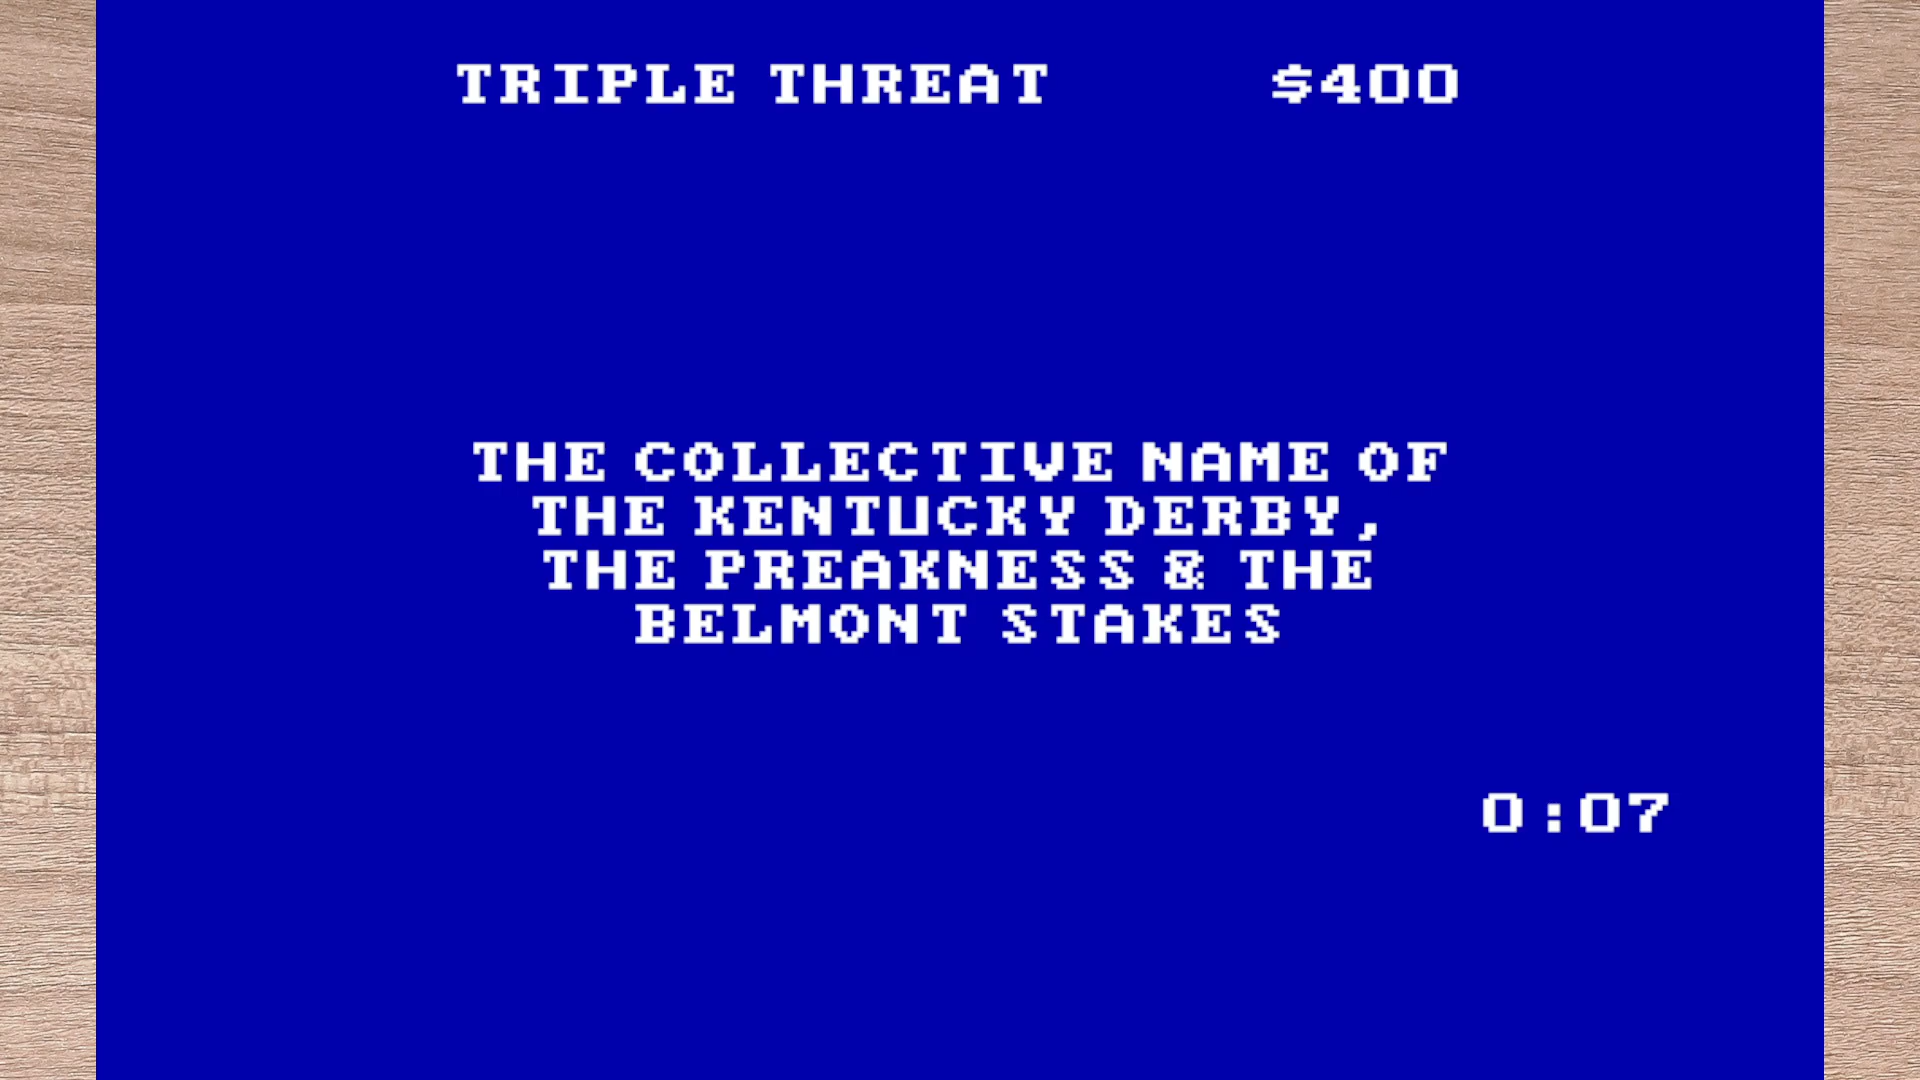 TRIPLE THREAT $400
THE COLLECTIVE NAME OF
THE KENTUCKY DERBY,
THE PREAKNESS & THE
BELMONT STAKES
0:07